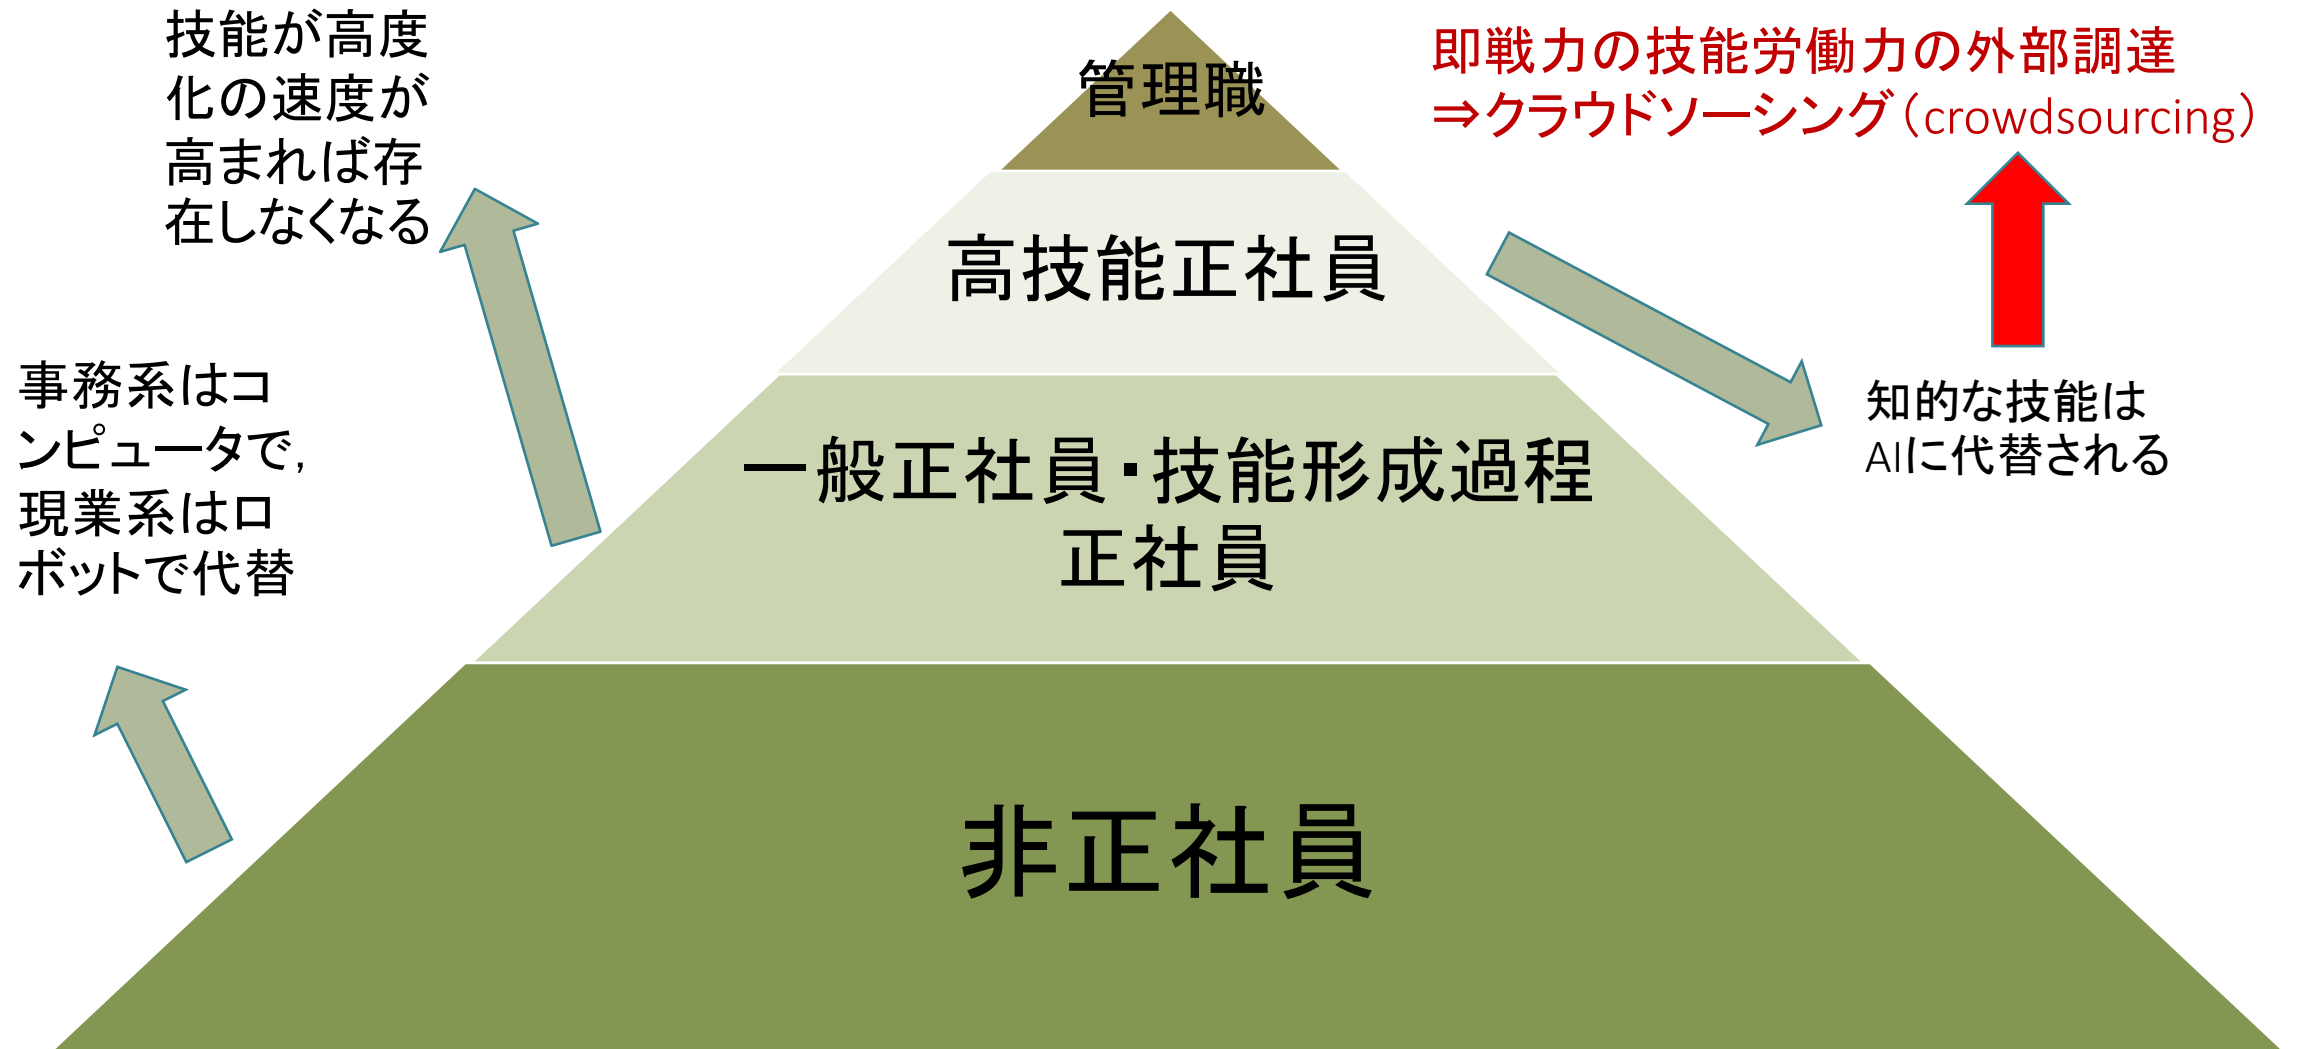 技能が高度
化の速度が
高まれば存
在しなくなる
事務系はコ
ンピュータで,
現業系はロ
ボットで代替
管理職
高技能正社員
一般正社員・技能形成過程
正社員
非正社員
即戦力の技能労働力の外部調達
⇒クラウドソーシング(crowdsourcing)
知的な技能は
AIに代替される